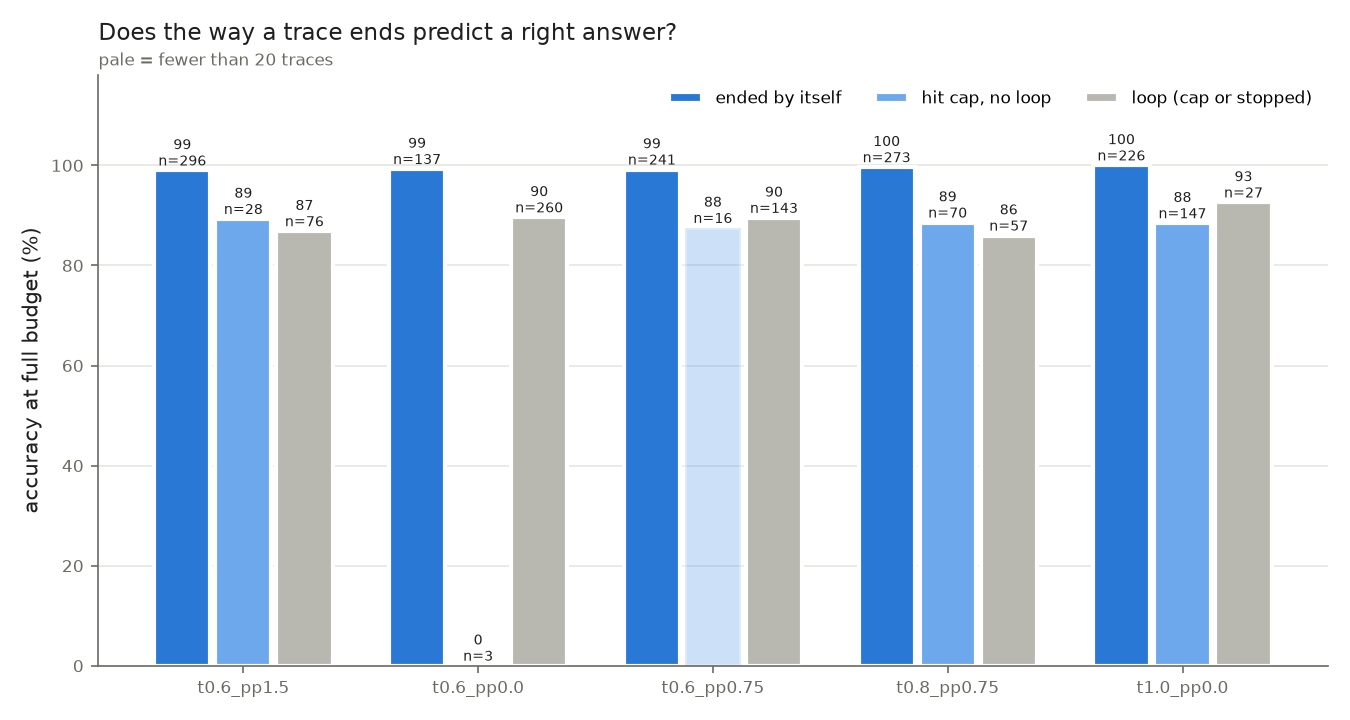 Does the way a trace ends predict a right answer?
pale = fewer than 20 traces
ended by itself
hit cap, no loop
loop (cap or stopped)
accuracy at full budget (%)
100
80
60
40
20
0
99
n=296
89
n=28
87
n=76
99
n=137
0
n=3
90
n=260
99
n=241
88
n=16
90
n=143
100
n=273
89
n=70
86
n=57
100
n=226
88
n=147
93
n=27
t0.6_pp1.5
t0.6_pp0.0
t0.6_pp0.75
t0.8_pp0.75
t1.0_pp0.0